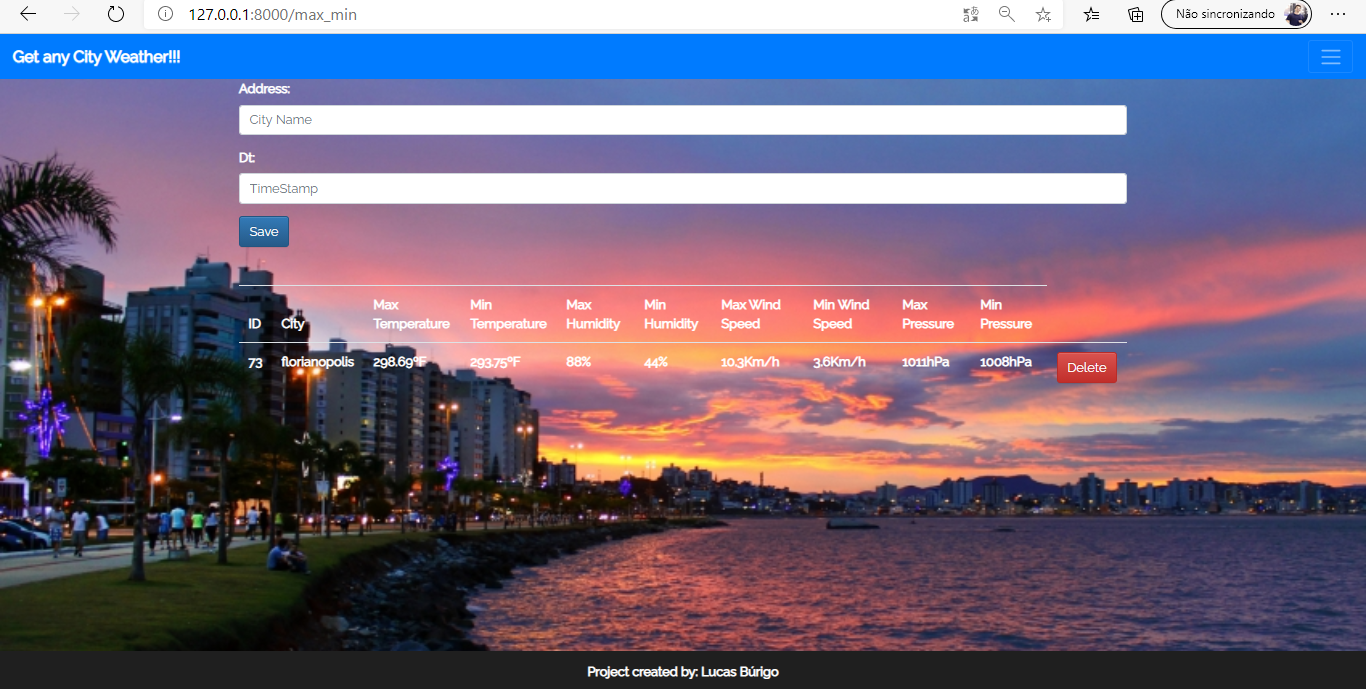 127.0.0.1:8000/max_min
Não sincronizando
Get any City Weather!!!
Address:
City Name
Dt:
TimeStamp
Save
ID City Max Temperature Min Temperature Max Humidity Min Humidity Max Wind Speed Min Wind Speed Max Pressure Min Pressure
73 florianopolis 298.69ºF 293.75ºF 88% 44% 10.3Km/h 3.6Km/h 1011hPa 1008hPa Delete
Project created by: Lucas Búrigo